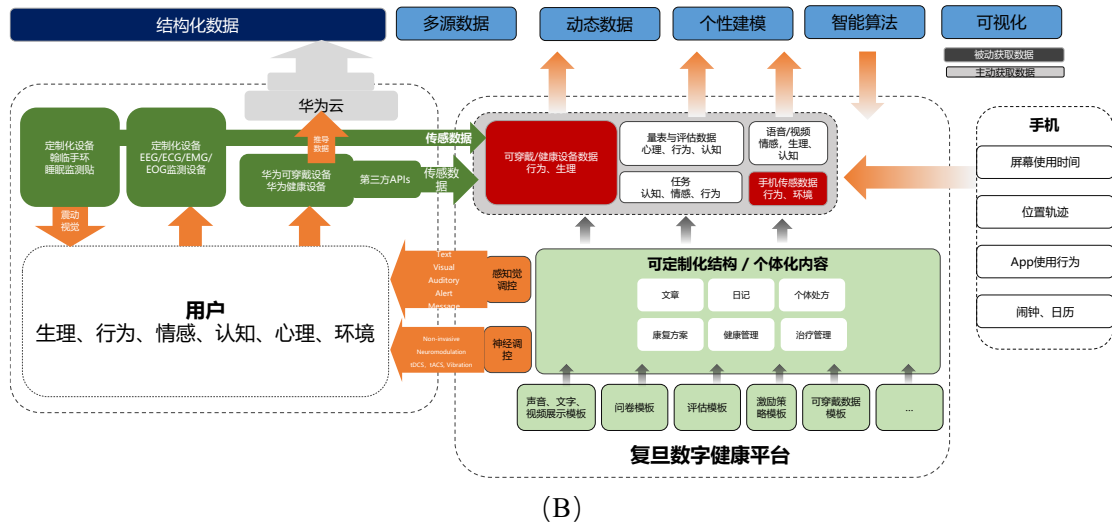 结构化数据
多源数据
动态数据
个性建模
智能算法
可视化
被动获取数据
主动获取数据
华为云
定制化设备
翰临手环
睡眠监测贴
定制化设备
EEG/ECG/EMG/
EOG监测设备
推导
数据
华为可穿戴设备
华为健康设备
第三方APIs
传感数据
传感数
据
震动
视觉
用户
生理、行为、情感、认知、心理、环境
可穿戴/健康设备数据
行为、生理
量表与评估数据
心理、行为、认知
语音/视频
情感，生理、
认知
任务
认知、情感、行为
手机传感数据
行为、环境
手机
屏幕使用时间
位置轨迹
App使用行为
闹钟、日历
Text
Visual
Auditory
Alert
Message
感知觉
调控
Non-invasive
Neuromodulation
tDCS，tACS, Vibration
神经调
控
可定制化结构 / 个体化内容
文章
日记
个体处方
康复方案
健康管理
治疗管理
声音、文字、
视频展示模板
问卷模板
评估模板
激励策
略模板
可穿戴数据
模板
...
复旦数字健康平台
（B）